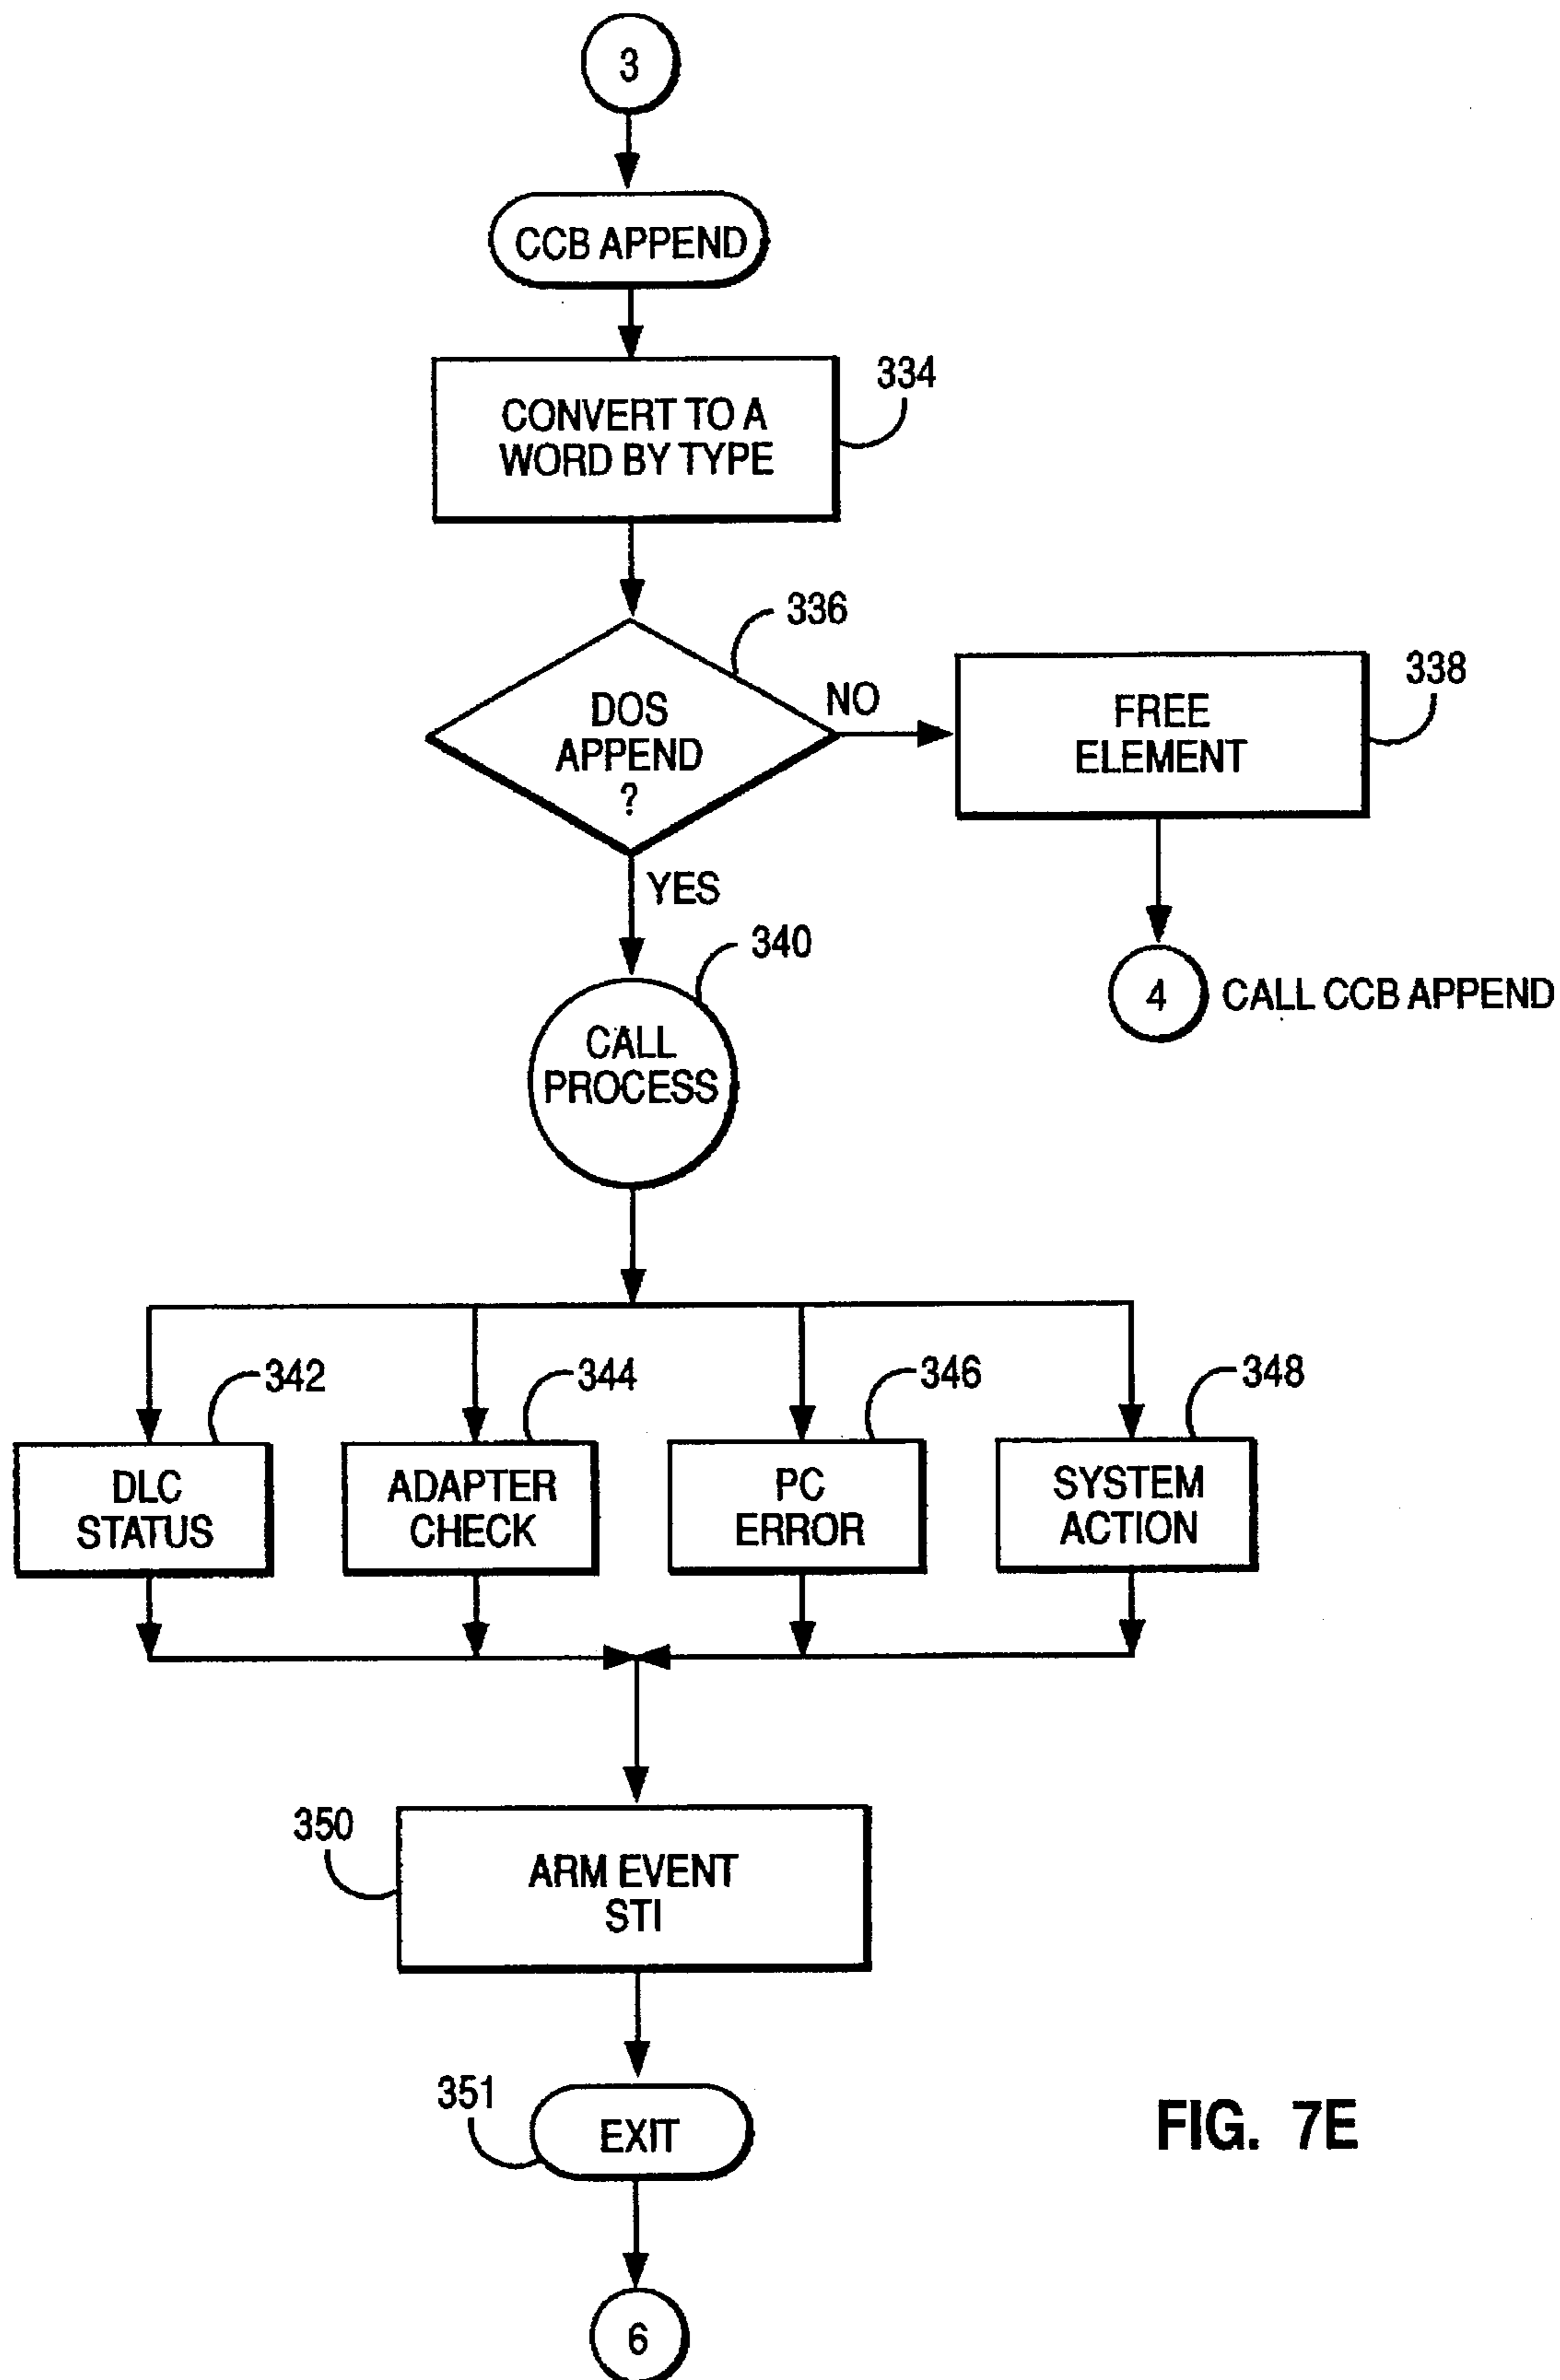 3
CCB APPEND
CONVERT TO A
WORD BY TYPE
334
DOS
APPEND
?
336
NO
FREE
ELEMENT
338
YES
4
CALL CCB APPEND
340
CALL
PROCESS
342
DLC
STATUS
344
ADAPTER
CHECK
346
PC
ERROR
348
SYSTEM
ACTION
350
ARM EVENT
STI
351
EXIT
6
FIG. 7E